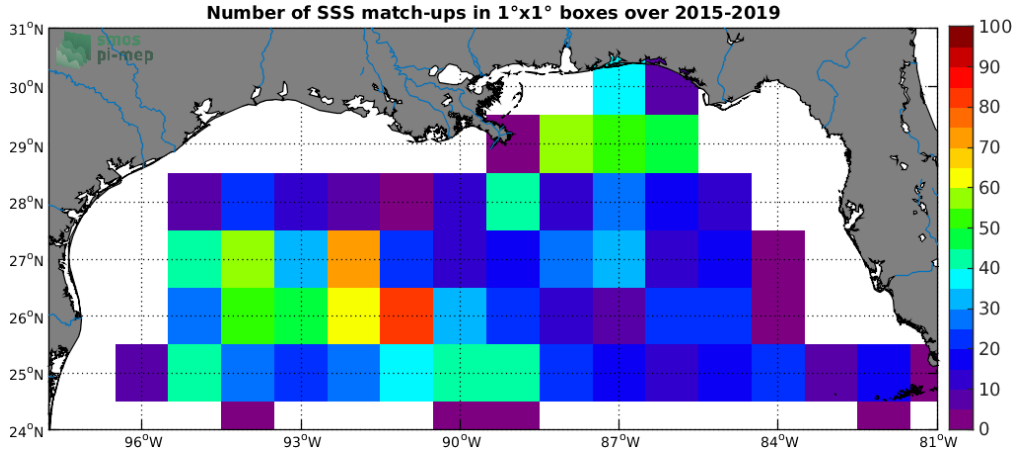 Number of SSS match-ups in 1°x1° boxes over 2015-2019
smos
pi-mep
31°N
30°N
29°N
28°N
27°N
26°N
25°N
24°N
96°W
93°W
90°W
87°W
84°W
81°W
100
90
80
70
60
50
40
30
20
10
0